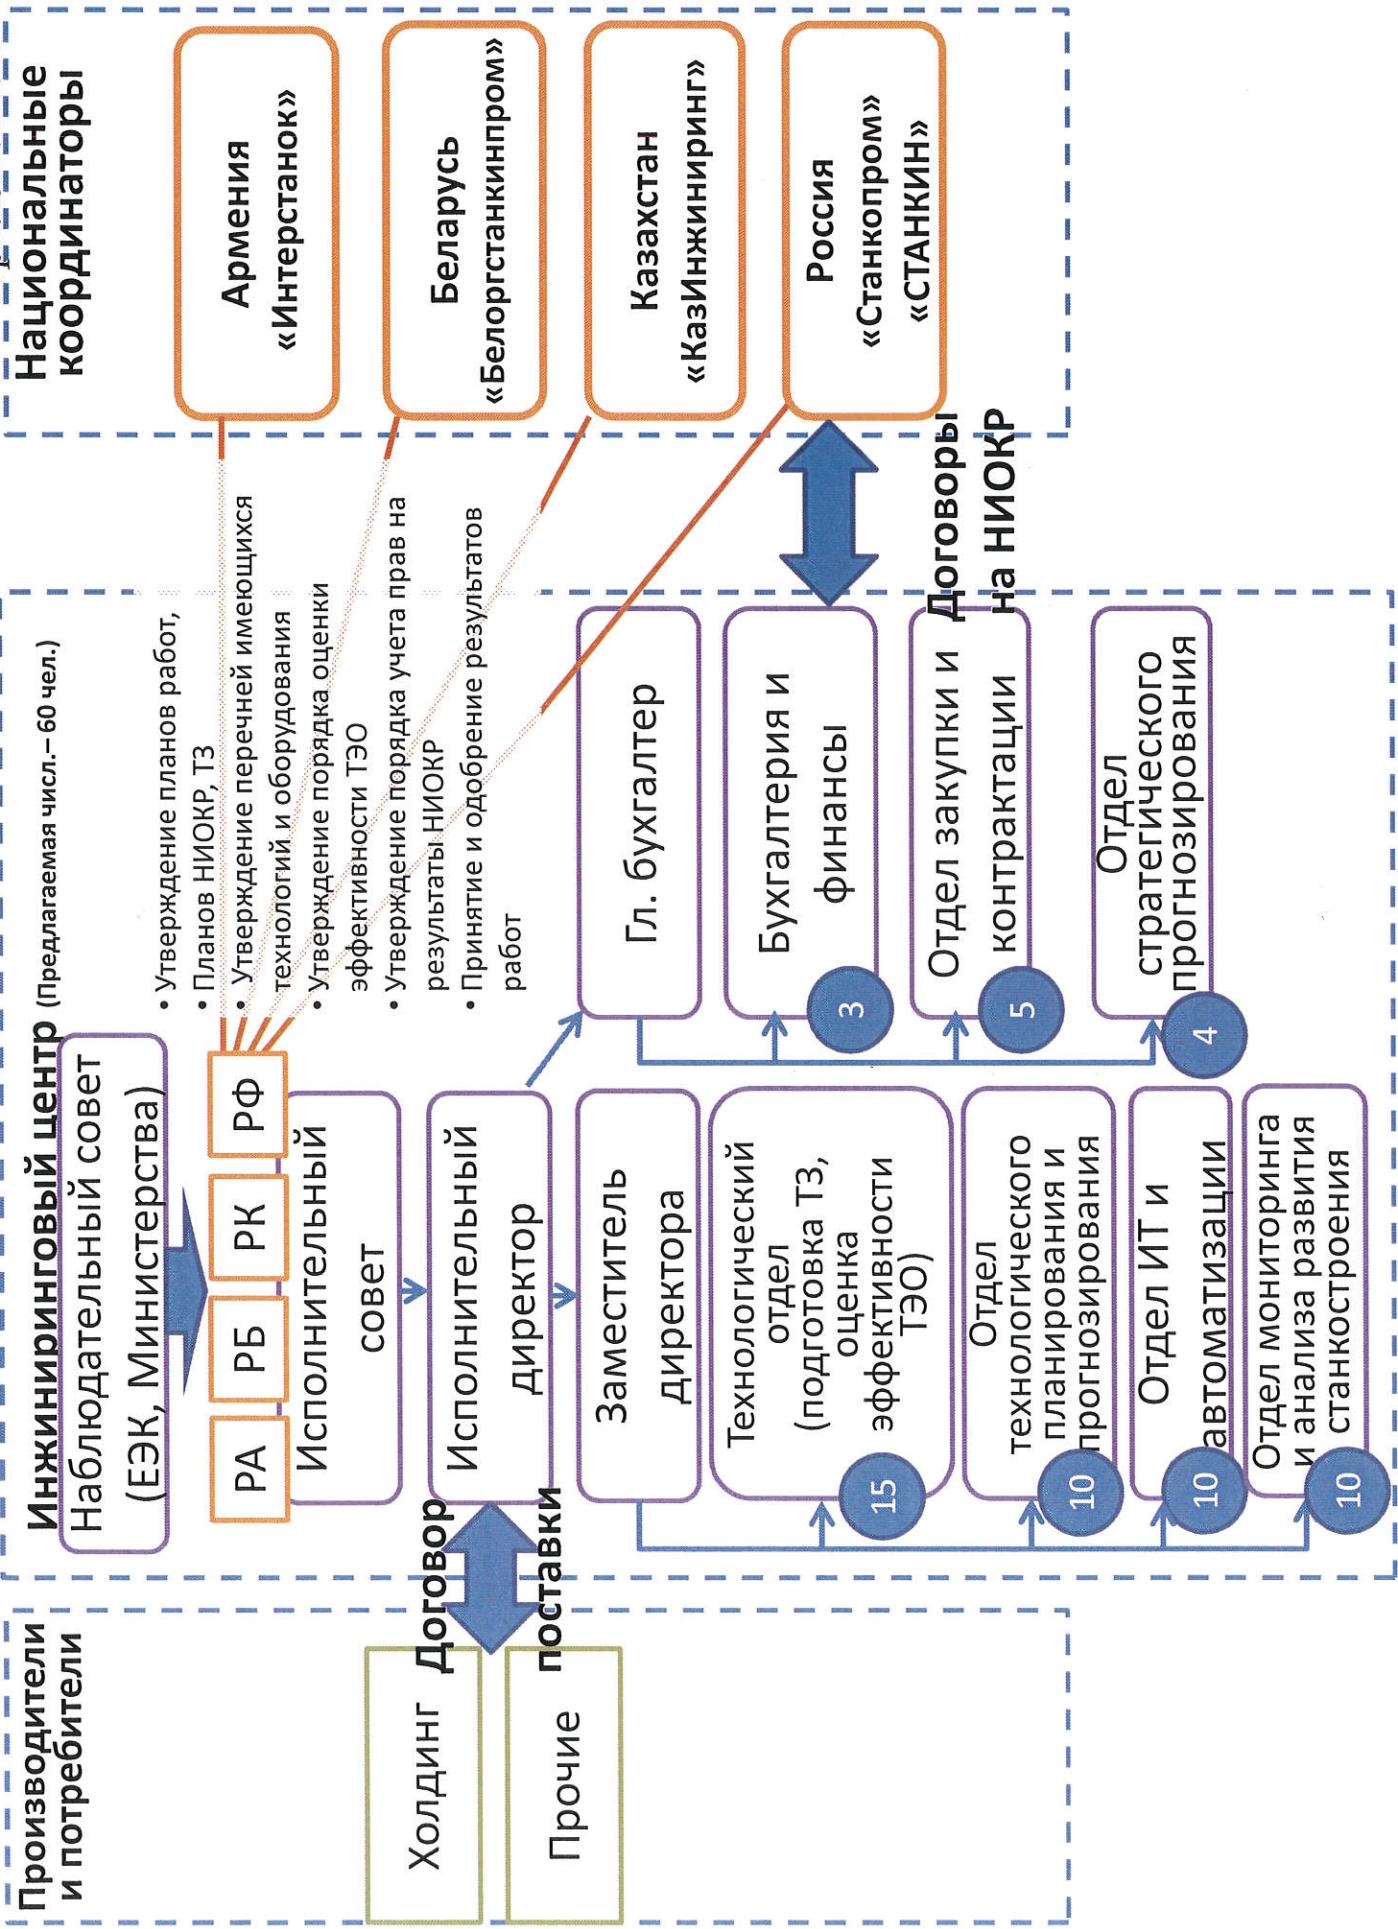 Производители
и потребители
Холдинг
Прочие
Договор
поставки
Инжиниринговый центр (Предлагаемая числ.– 60 чел.)
Наблюдательный совет
(ЕЭК, Министерства)
РА
РБ
РК
РФ
Исполнительный
совет
Исполнительный
директор
Заместитель
директора
Технологический
отдел
(подготовка ТЗ,
оценка
эффективности
ТЭО)
15
Отдел
технологического
планирования и
прогнозирования
10
Отдел ИТ и
автоматизации
10
Отдел мониторинга
и анализа развития
станкостроения
10
• Утверждение планов работ,
• Планов НИОКР, ТЗ
• Утверждение перечней имеющихся
технологий и оборудования
• Утверждение порядка оценки
эффективности ТЭО
• Утверждение порядка учета прав на
результаты НИОКР
• Принятие и одобрение результатов
работ
Гл. бухгалтер
Бухгалтерия и
финансы
3
Отдел закупки и
контрактации
5
Отдел
стратегического
прогнозирования
4
Договоры
на НИОКР
Национальные
координаторы
Армения
«Интерстанок»
Беларусь
«Белоргстанкинпром»
Казахстан
«КазИнжиниринг»
Россия
«Станкопром»
«СТАНКИН»